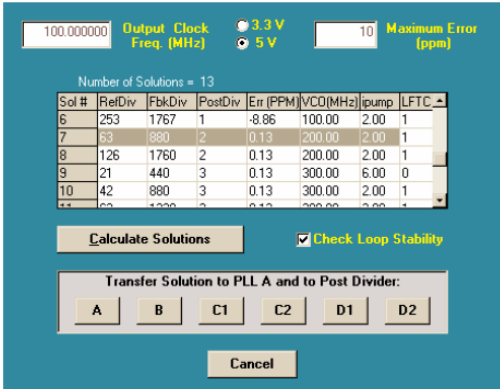 100.000000 Output Clock Freq. (MHz) 3.3 V 5 V 10 Maximum Error (ppm)
Number of Solutions = 13
Sol # RefDiv FbkDiv PostDiv Err (PPM) VCO(MHz) ipump LFTC
6 253 1767 1 -8.86 100.00 2.00 1
7 63 880 2 0.13 200.00 2.00 1
8 126 1760 2 0.13 200.00 2.00 1
9 21 440 3 0.13 300.00 6.00 0
10 42 880 3 0.13 300.00 2.00 1
Calculate Solutions Check Loop Stability
Transfer Solution to PLL A and to Post Divider:
A B C1 C2 D1 D2
Cancel